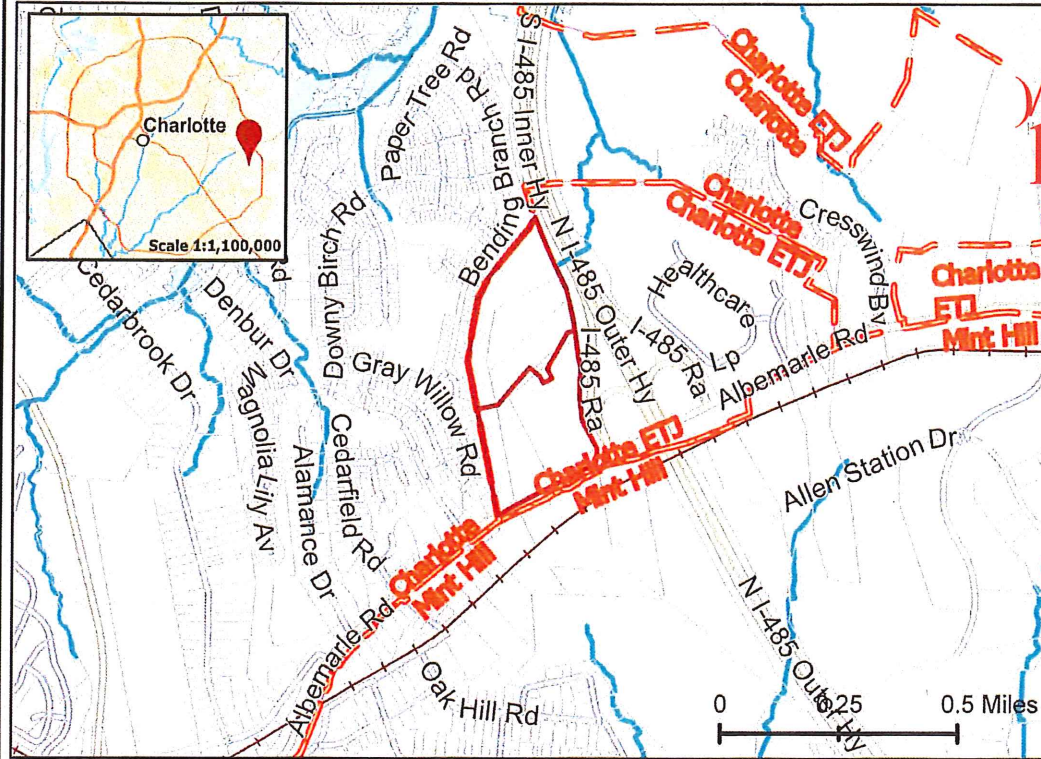 Charlotte
Scale 1:1,100,000
Paper Tree Rd
Bending Branch Rd
S I-485 Inner Hy
Charlotte ETJ
Charlotte
Charlotte
Charlotte ETJ
Cresswind Bv
Charlotte
ETJ
Mint Hill
Downy Birch Rd
Rd
Cedarbrook Dr
Denbur Dr
Magnolia Lily Av
Alamance Dr
Cedarfield Rd
Gray Willow Rd
N I-485 Outer Hy
I-485 Ra
Healthcare Lp
I-485 Ra
Albemarle Rd
Charlotte ETJ
Mint Hill
Allen Station Dr
Charlotte
Mint Hill
Albemarle Rd
Oak Hill Rd
N I-485 Outer Hy
0 0.25 0.5 Miles